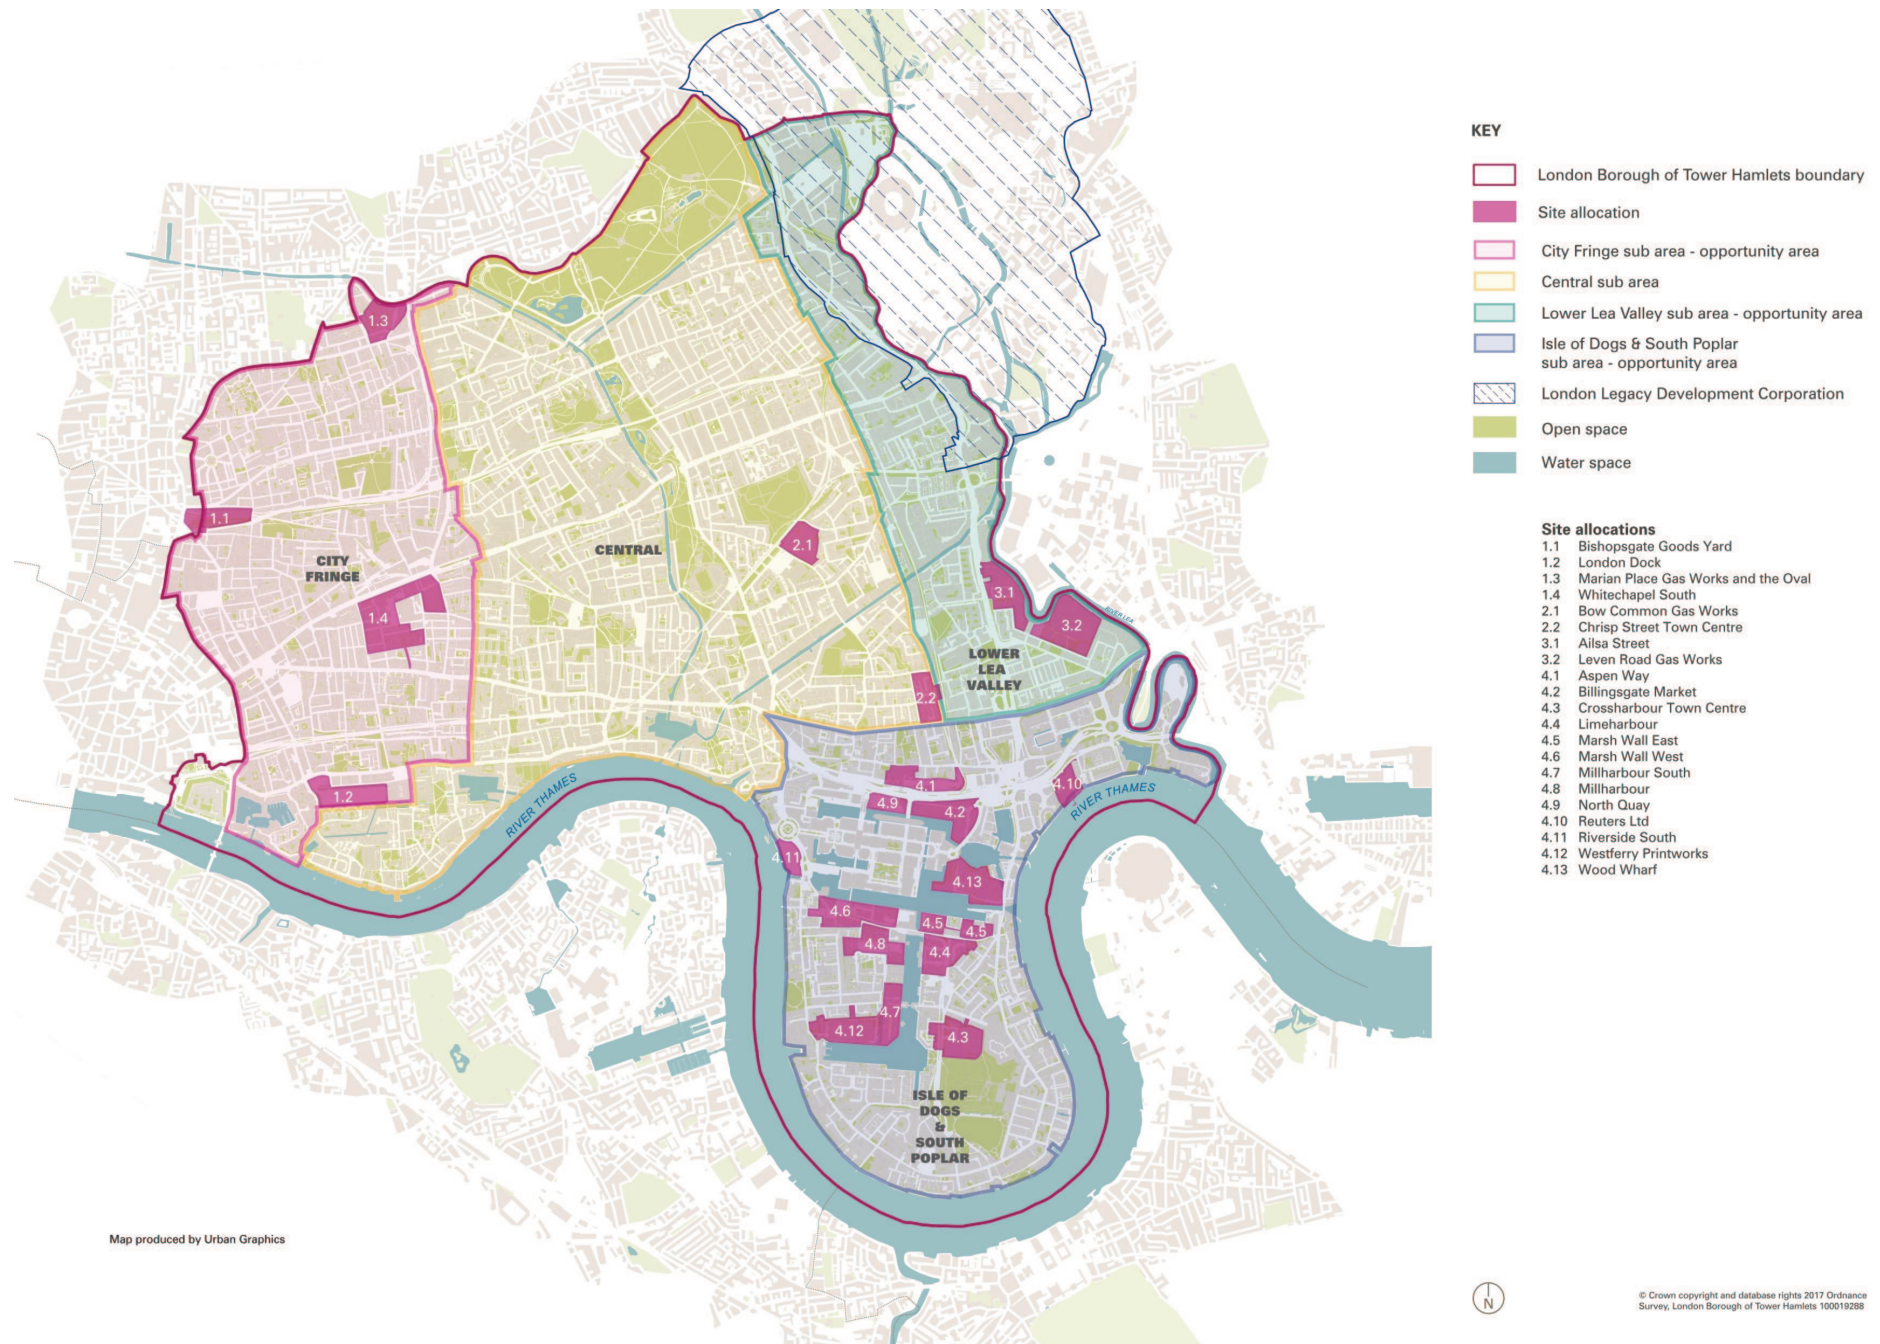 KEY
London Borough of Tower Hamlets boundary
Site allocation
City Fringe sub area - opportunity area
Central sub area
Lower Lea Valley sub area - opportunity area
Isle of Dogs & South Poplar
sub area - opportunity area
London Legacy Development Corporation
Open space
Water space
Site allocations
1.1 Bishopsgate Goods Yard
1.2 London Dock
1.3 Marian Place Gas Works and the Oval
1.4 Whitechapel South
2.1 Bow Common Gas Works
2.2 Chrisp Street Town Centre
3.1 Ailsa Street
3.2 Leven Road Gas Works
4.1 Aspen Way
4.2 Billingsgate Market
4.3 Crossharbour Town Centre
4.4 Limeharbour
4.5 Marsh Wall East
4.6 Marsh Wall West
4.7 Millharbour South
4.8 Millharbour
4.9 North Quay
4.10 Reuters Ltd
4.11 Riverside South
4.12 Westferry Printworks
4.13 Wood Wharf
1.3
1.1
CITY
FRINGE
1.4
1.2
CENTRAL
2.1
2.2
3.1
3.2
RIVER LEA
LOWER
LEA
VALLEY
RIVER THAMES
RIVER THAMES
4.1
4.9
4.2
4.10
4.11
4.13
4.6
4.5
4.5
4.8
4.4
4.7
4.12
4.3
ISLE OF
DOGS
&
SOUTH
POPLAR
Map produced by Urban Graphics
N
© Crown copyright and database rights 2017 Ordnance
Survey, London Borough of Tower Hamlets 100019288